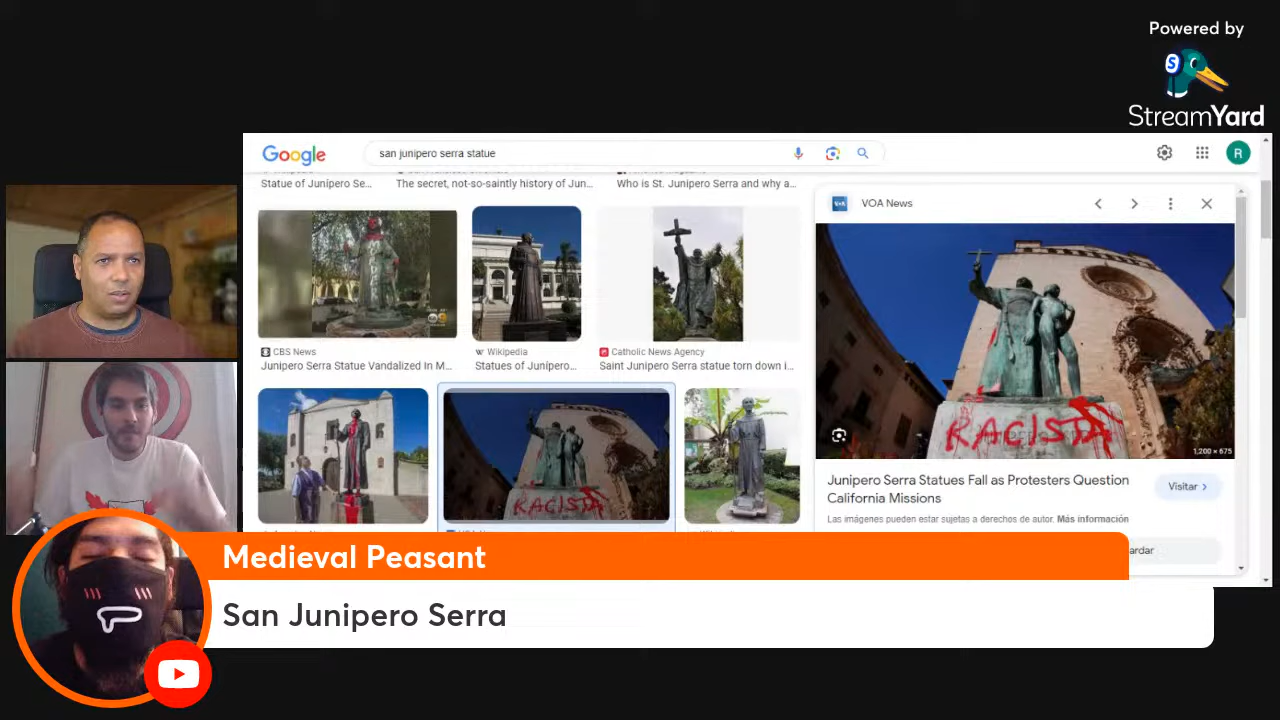 Powered by
StreamYard
Google
san junipero serra statue
R
Statue of Junípero Se...
The secret, not-so-saintly history of Jun...
Who is St. Junipero Serra and why a...
VOA News
CBS News
Junipero Serra Statue Vandalized In M...
Wikipedia
Statues of Junípero...
Catholic News Agency
Saint Junipero Serra statue torn down i...
RACISTA
RACISTA
1,200 × 675
Junipero Serra Statues Fall as Protesters Question
California Missions
Visitar
Las imágenes pueden estar sujetas a derechos de autor. Más información
Medieval Peasant
San Junipero Serra